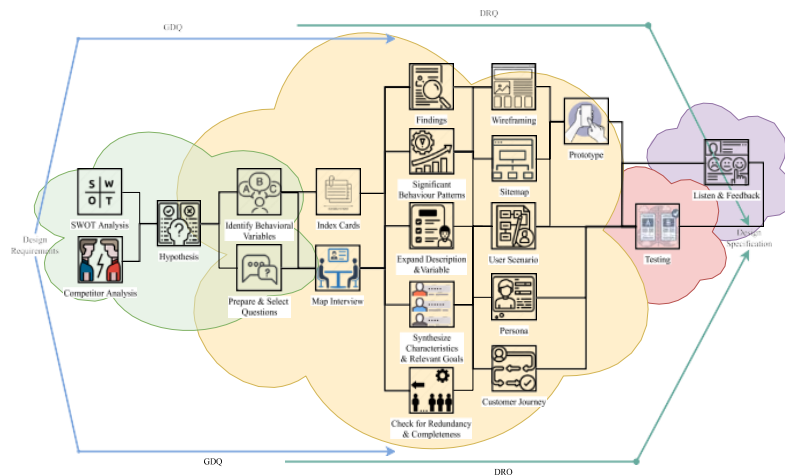 GDQ
DRQ
Design
Requirements
SWOT Analysis
Competitor Analysis
S W
O T
Hypothesis
A B C
Identify Behavioral
Variables
Prepare & Select
Questions
Index Cards
Map Interview
Findings
Significant
Behaviour Patterns
Expand Description
&Variable
Synthesize
Characteristics
& Relevant Goals
Check for Redundancy
& Completeness
Wireframing
Sitemap
User Scenario
Persona
Customer Journey
Prototype
A B
Testing
Listen & Feedback
Design
Specification
GDQ
DRQ